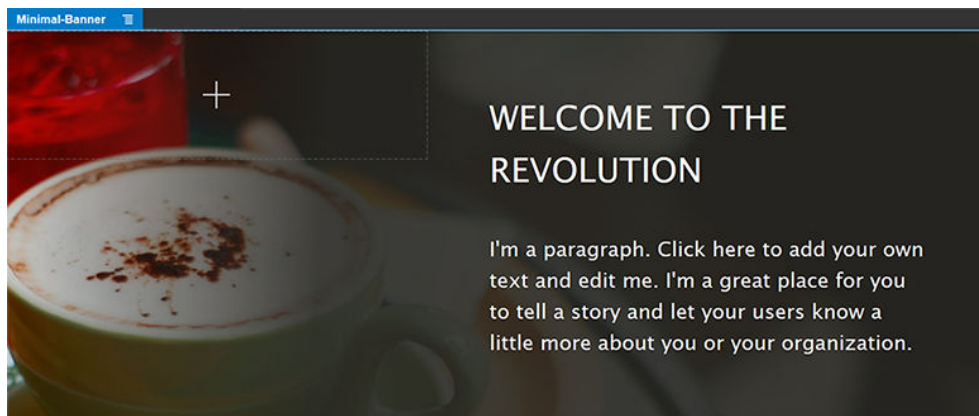 Minimal-Banner
WELCOME TO THE
REVOLUTION
I'm a paragraph. Click here to add your own
text and edit me. I'm a great place for you
to tell a story and let your users know a
little more about you or your organization.